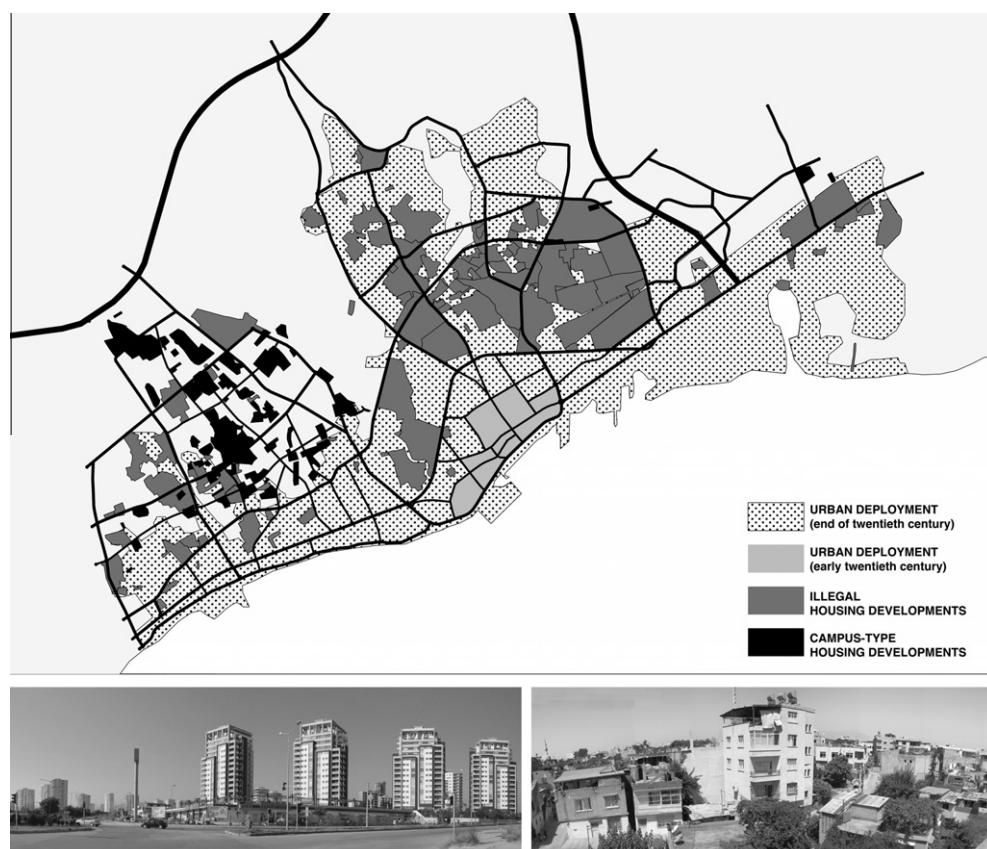 URBAN DEPLOYMENT
(end of twentieth century)
URBAN DEPLOYMENT
(early twentieth century)
ILLEGAL
HOUSING DEVELOPMENTS
CAMPUS-TYPE
HOUSING DEVELOPMENTS